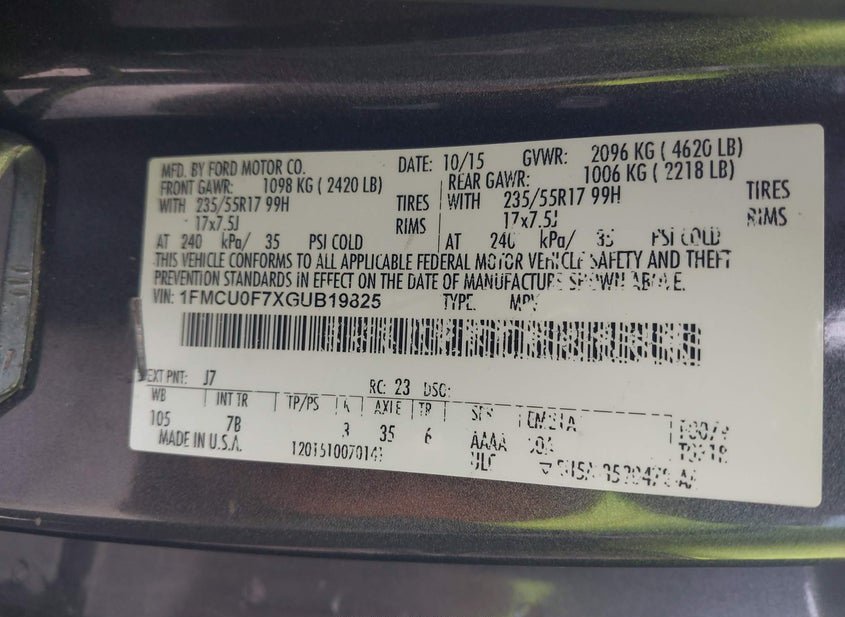 MFD. BY FORD MOTOR CO. DATE: 10/15 GVWR: 2096 KG ( 4620 LB)
FRONT GAWR: 1098 KG ( 2420 LB) REAR GAWR: 1006 KG ( 2218 LB)
WITH 235/55R17 99H TIRES WITH 235/55R17 99H TIRES
17x7.5J RIMS 17x7.5J RIMS
AT 240 kPa/ 35 PSI COLD AT 240 kPa/ 35 PSI COLD
THIS VEHICLE CONFORMS TO ALL APPLICABLE FEDERAL MOTOR VEHICLE SAFETY AND THEFT
PREVENTION STANDARDS IN EFFECT ON THE DATE OF MANUFACTURE SHOWN ABOVE.
VIN: 1FMCU0F7XGUB19825 TYPE: MPV
EXT PNT: J7 RC: 23 DSO:
WB INT TR TP/PS R AXLE TR SPR
105 7B 3 35 6 AAAA
MADE IN U.S.A. ULC